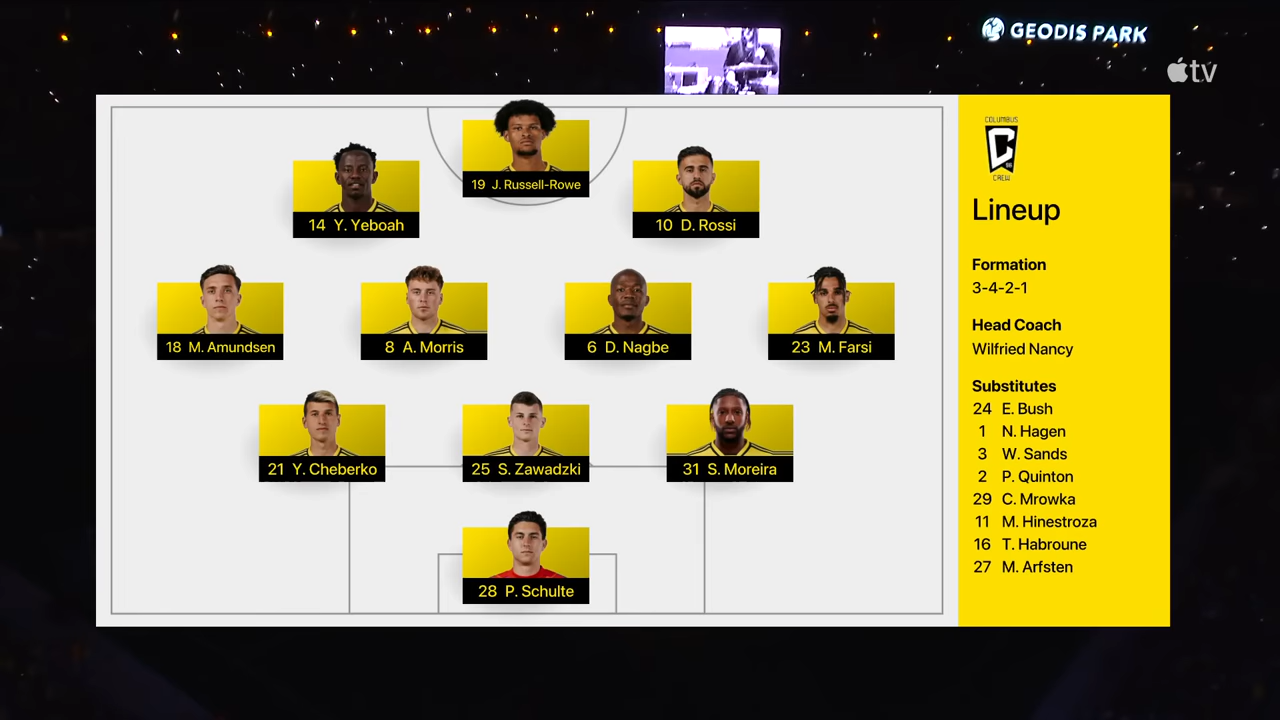 GEODIS PARK
tv
19 J. Russell-Rowe
14 Y. Yeboah
10 D. Rossi
18 M. Amundsen
8 A. Morris
6 D. Nagbe
23 M. Farsi
21 Y. Cheberko
25 S. Zawadzki
31 S. Moreira
28 P. Schulte
COLUMBUS
C
CREW
Lineup
Formation
3-4-2-1
Head Coach
Wilfried Nancy
Substitutes
24 E. Bush
1 N. Hagen
3 W. Sands
2 P. Quinton
29 C. Mrowka
11 M. Hinestroza
16 T. Habroune
27 M. Arfsten